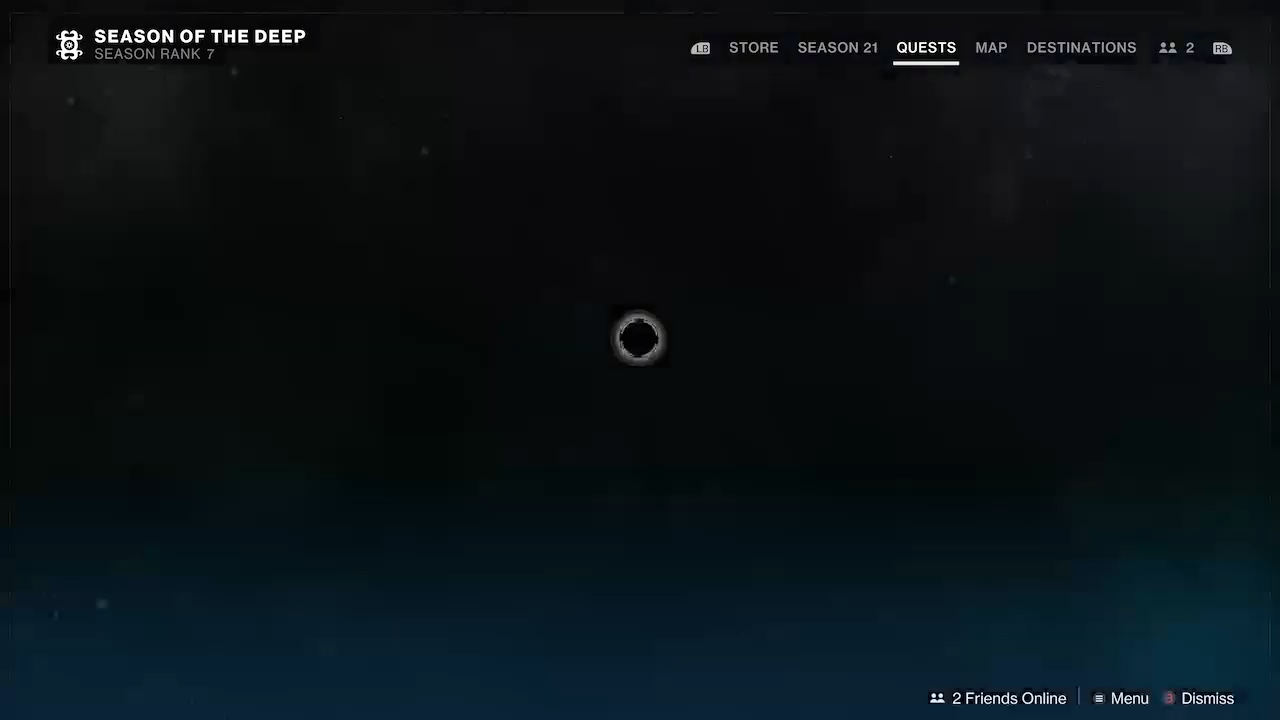 SEASON OF THE DEEP
SEASON RANK 7
LB STORE SEASON 21 QUESTS MAP DESTINATIONS 2 RB
2 Friends Online Menu B Dismiss